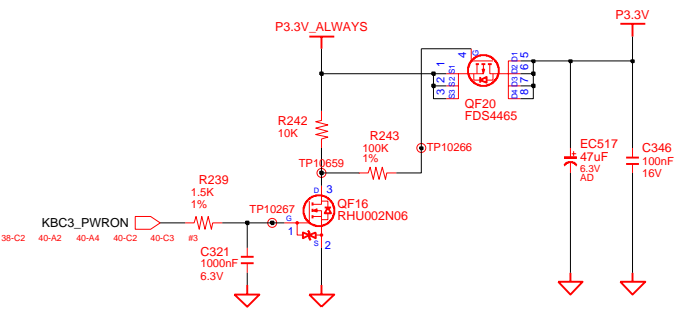 P3.3V_ALWAYS
P3.3V
4
G
1
2
3
S1
S2
S3
D1
D2
D3
D4
5
6
7
8
QF20
FDS4465
R242
10K
R243
100K
1%
TP10266
EC517
47uF
6.3V
AD
C346
100nF
16V
TP10659
R239
1.5K
1%
D
3
QF16
RHU002N06
TP10267
G
1
S
2
KBC3_PWRON
38-C2 40-A2 40-A4 40-C2 40-C3 #3
C321
1000nF
6.3V
+